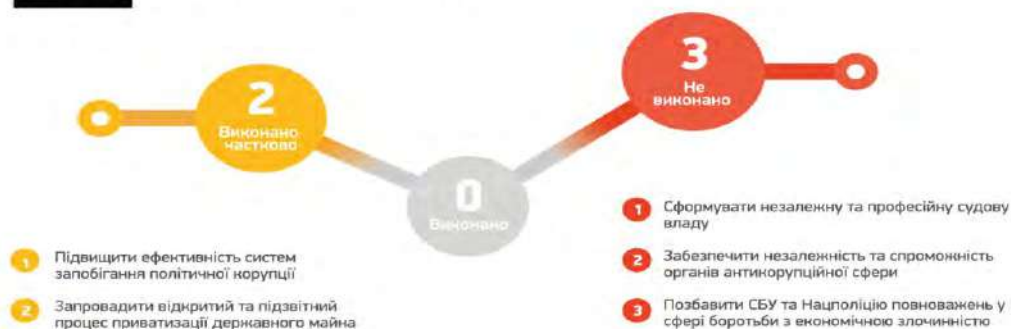 2
Виконано
частково
0
Виконано
3
Не
виконано
1 Підвищити ефективність систем
запобігання політичної корупції
2 Запровадити відкритий та підзвітний
процес приватизації державного майна
1 Сформувати незалежну та професійну судову
владу
2 Забезпечити незалежність та спроможність
органів антикорупційної сфери
3 Позбавити СБУ та Нацполіцію повноважень у
сфері боротьби з економічною злочинністю